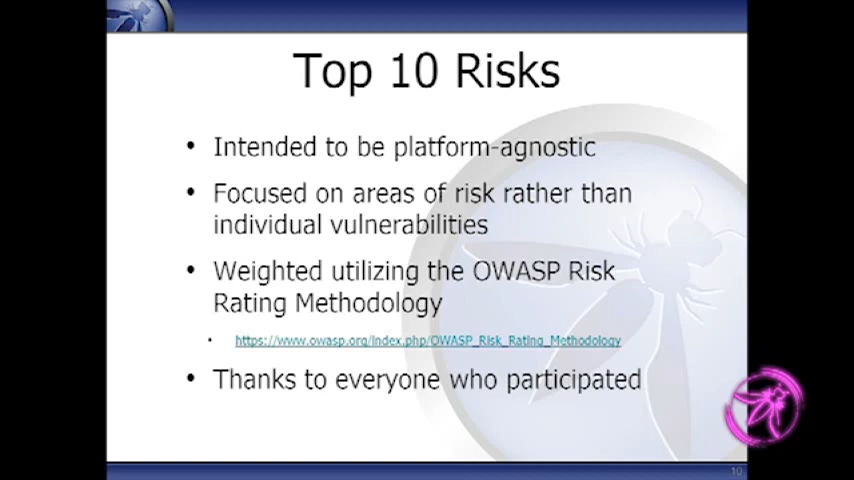 Top 10 Risks
• Intended to be platform-agnostic
• Focused on areas of risk rather than
individual vulnerabilities
• Weighted utilizing the OWASP Risk
Rating Methodology
• https://www.owasp.org/index.php/OWASP_Risk_Rating_Methodology
• Thanks to everyone who participated
10